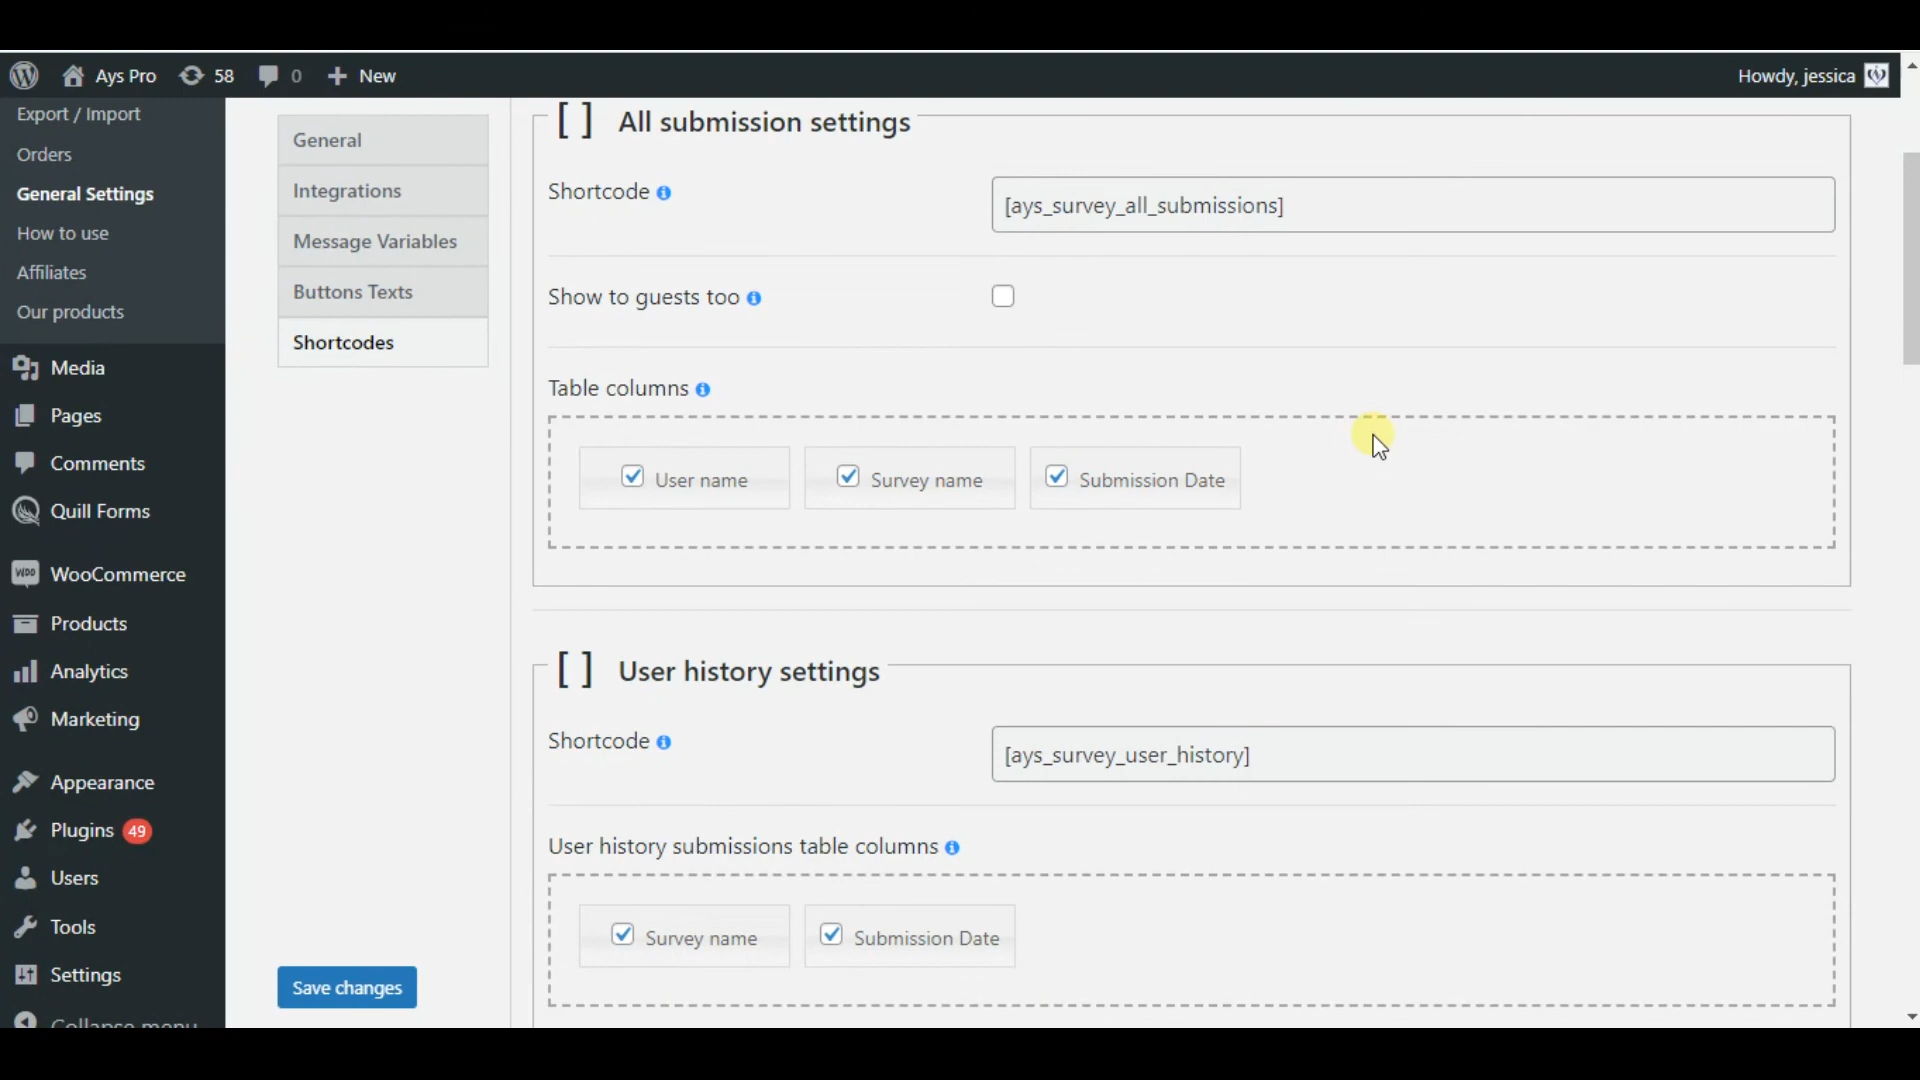 Ays Pro 58 0 New Howdy, jessica
Export / Import
Orders
General Settings
How to use
Affiliates
Our products
Media
Pages
Comments
Quill Forms
WooCommerce
Products
Analytics
Marketing
Appearance
Plugins 49
Users
Tools
Settings
Collapse menu
General
Integrations
Message Variables
Buttons Texts
Shortcodes
Save changes
[ ] All submission settings
Shortcode
[ays_survey_all_submissions]
Show to guests too
Table columns
User name Survey name Submission Date
[ ] User history settings
Shortcode
[ays_survey_user_history]
User history submissions table columns
Survey name Submission Date